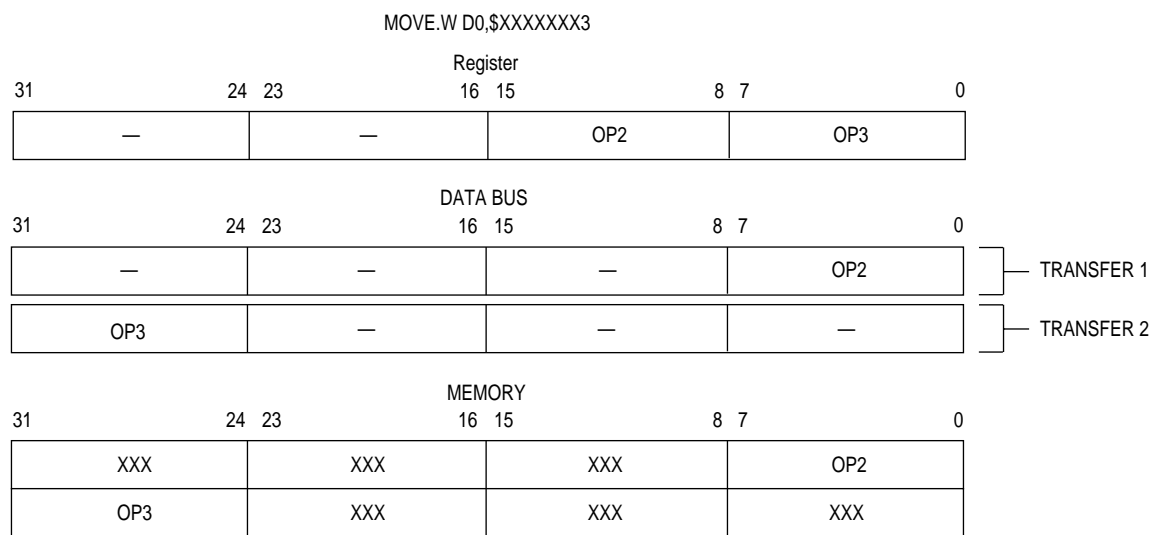 MOVE.W D0,$XXXXXXX3
Register
31 24 23 16 15 8 7 0
— — OP2 OP3
DATA BUS
31 24 23 16 15 8 7 0
— — — OP2 TRANSFER 1
OP3 — — — TRANSFER 2
MEMORY
31 24 23 16 15 8 7 0
XXX XXX XXX OP2
OP3 XXX XXX XXX